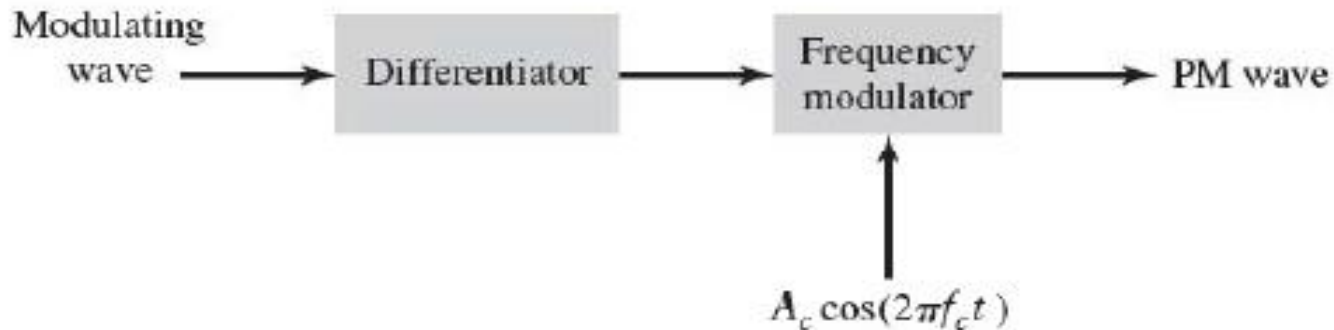 Modulating
wave
Differentiator
Frequency
modulator
PM wave
A_c cos(2πf_c t )